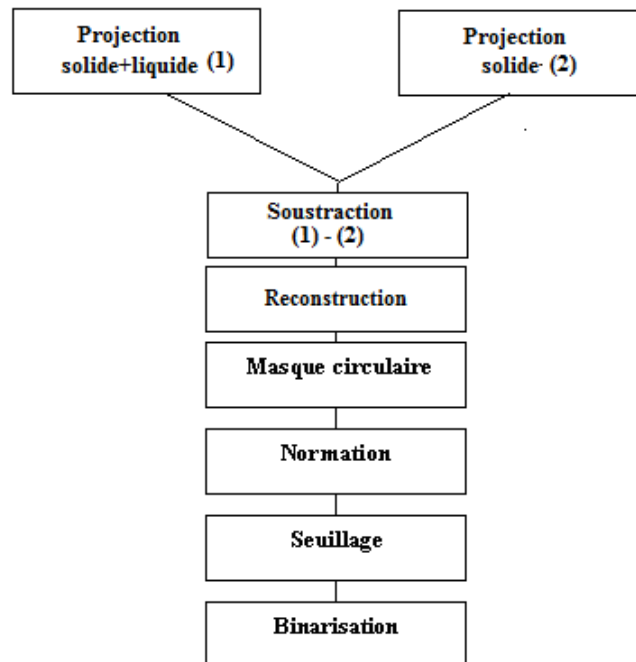 Projection
solide+liquide (1)
Projection
solide- (2)
Soustraction
(1) - (2)
Reconstruction
Masque circulaire
Normation
Seuillage
Binarisation